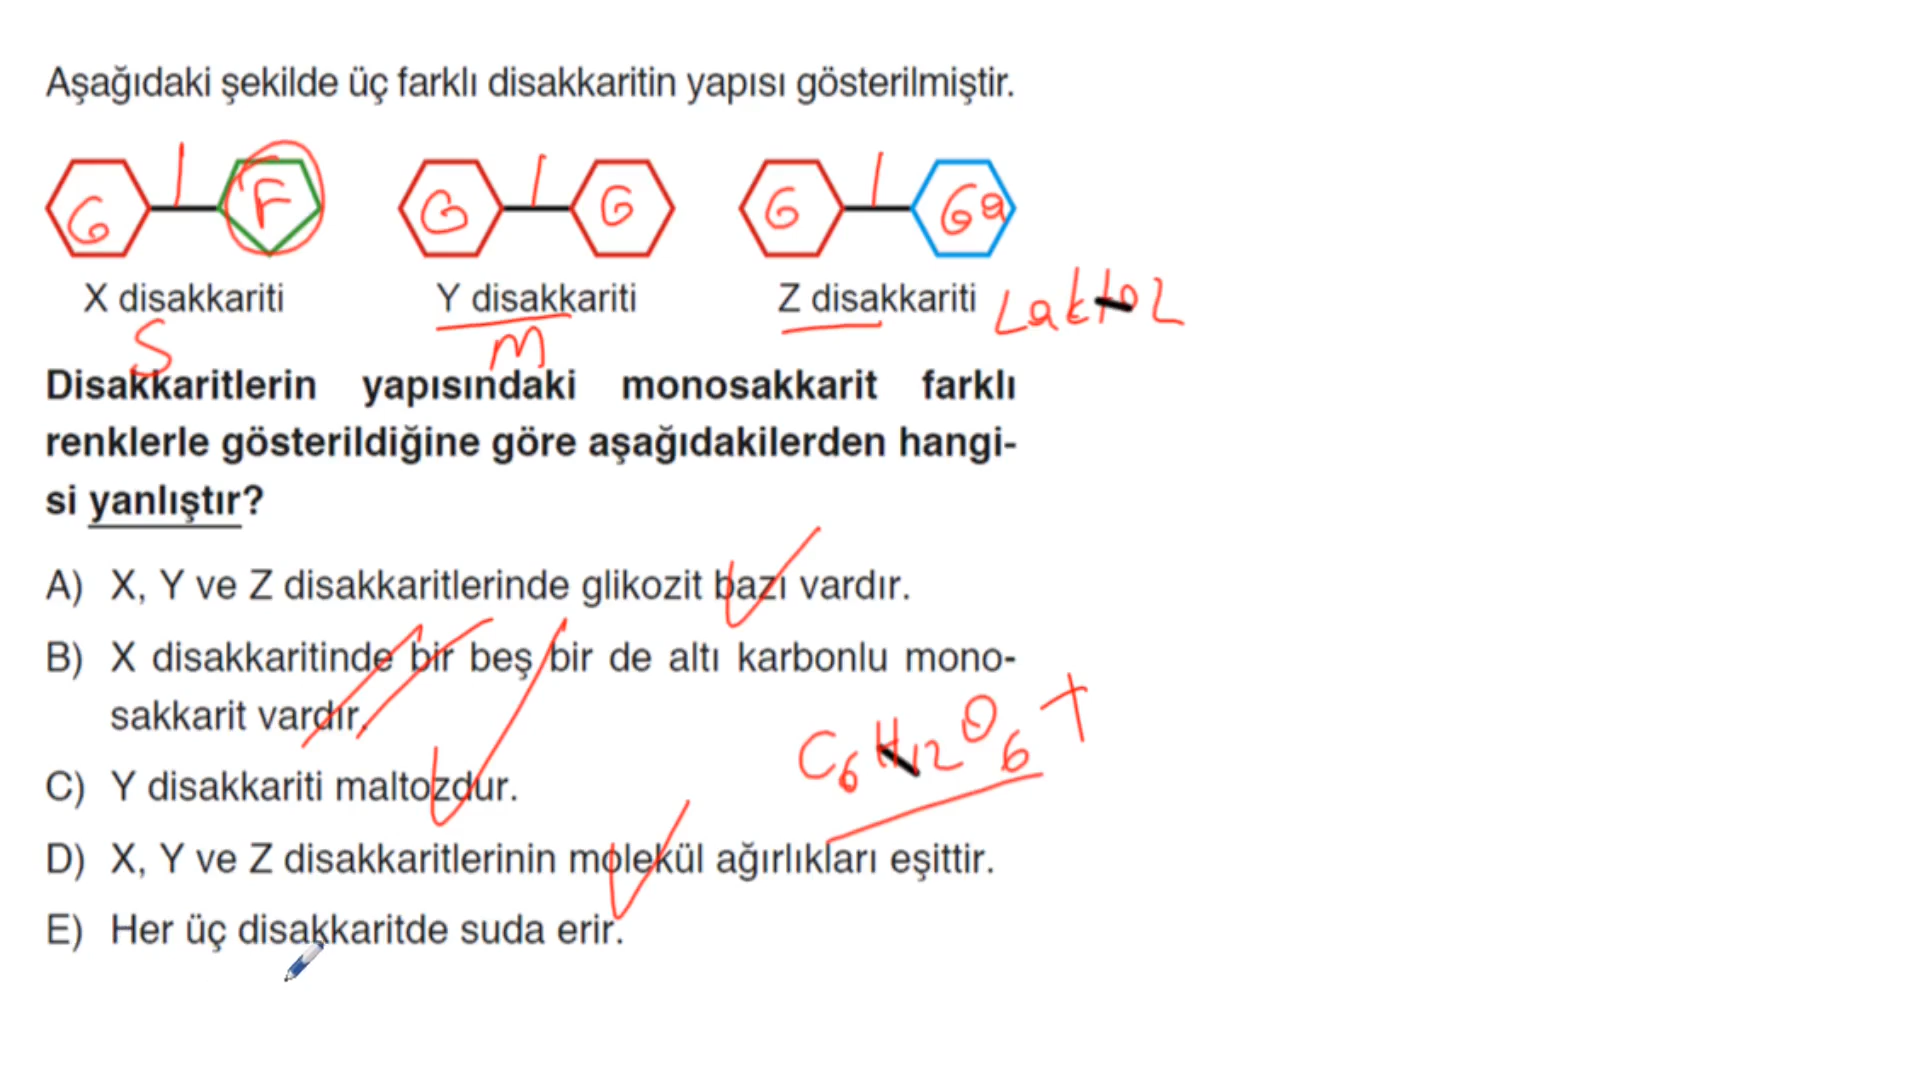 Aşağıdaki şekilde üç farklı disakkaritin yapısı gösterilmiştir.
G F G G G Ga
X disakkariti Y disakkariti Z disakkariti Laktoz
S M
Disakkaritlerin yapısındaki monosakkarit farklı
renklerle gösterildiğine göre aşağıdakilerden hangi-
si yanlıştır?
A) X, Y ve Z disakkaritlerinde glikozit bazı vardır.
B) X disakkaritinde bir beş bir de altı karbonlu mono-
sakkarit vardır.
C6H12O6 +
C) Y disakkariti maltozdur.
D) X, Y ve Z disakkaritlerinin molekül ağırlıkları eşittir.
E) Her üç disakkaritde suda erir.